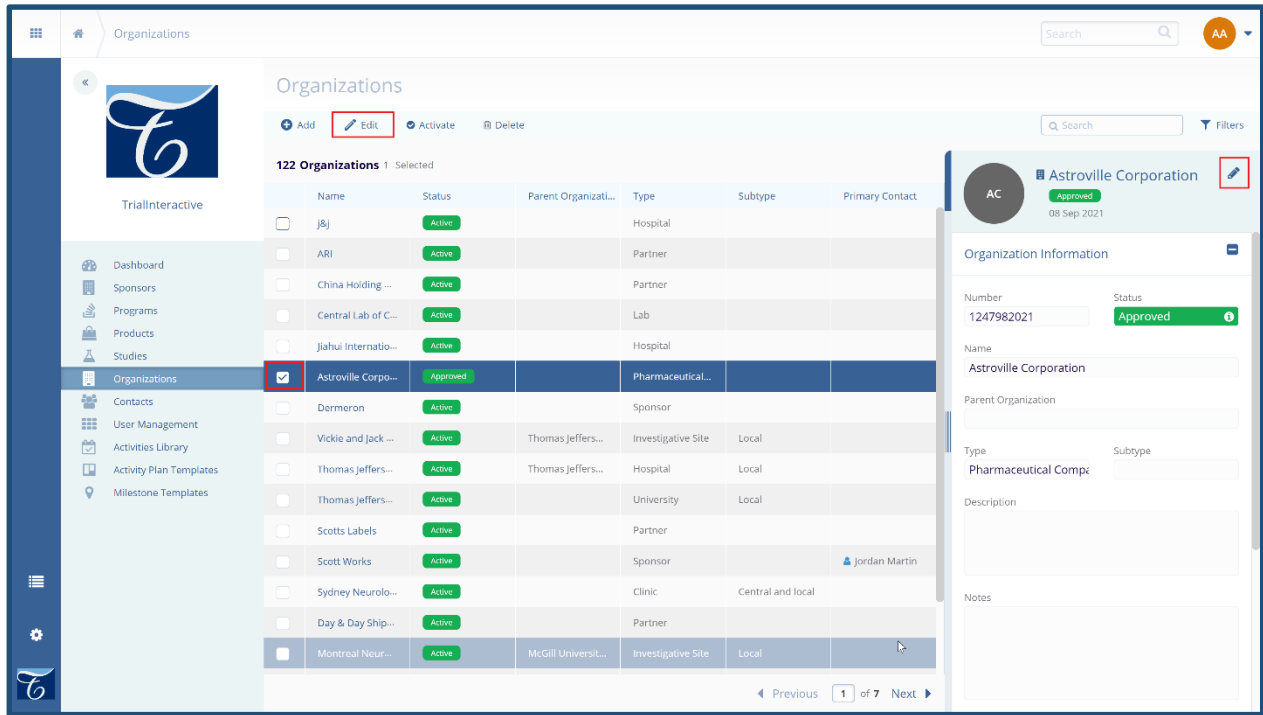 Organizations
Search
AA
TrialInteractive
Dashboard
Sponsors
Programs
Products
Studies
Organizations
Contacts
User Management
Activities Library
Activity Plan Templates
Milestone Templates
Organizations
Add Edit Activate Delete
Search
Filters
122 Organizations 1 Selected
Name Status Parent Organizati... Type Subtype Primary Contact
j&j Active Hospital
ARI Active Partner
China Holding ... Active Partner
Central Lab of C... Active Lab
Jiahui Internatio... Active Hospital
Astroville Corpo... Approved Pharmaceutical...
Dermeron Active Sponsor
Vickie and Jack ... Active Thomas Jeffers... Investigative Site Local
Thomas Jeffers... Active Thomas Jeffers... Hospital Local
Thomas Jeffers... Active University Local
Scotts Labels Active Partner
Scott Works Active Sponsor Jordan Martin
Sydney Neurolo... Active Clinic Central and local
Day & Day Ship... Active Partner
Montreal Neur... Active McGill Universit... Investigative Site Local
Previous 1 of 7 Next
AC
Astroville Corporation
Approved
08 Sep 2021
Organization Information
Number Status
1247982021 Approved
Name
Astroville Corporation
Parent Organization
Type Subtype
Pharmaceutical Compa
Description
Notes